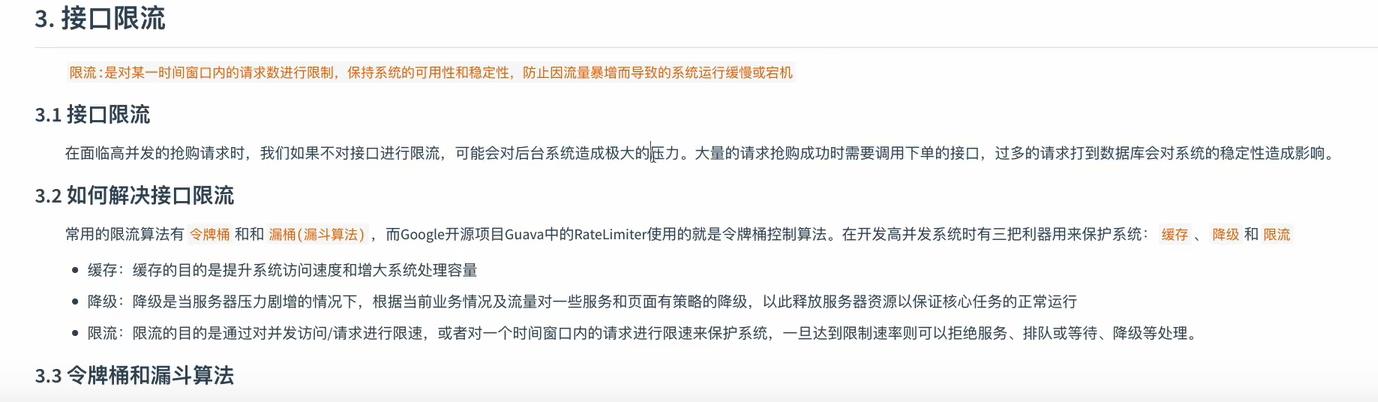 3. 接口限流
限流:是对某一时间窗口内的请求数进行限制，保持系统的可用性和稳定性，防止因流量暴增而导致的系统运行缓慢或宕机
3.1 接口限流
在面临高并发的抢购请求时，我们如果不对接口进行限流，可能会对后台系统造成极大的压力。大量的请求抢购成功时需要调用下单的接口，过多的请求打到数据库会对系统的稳定性造成影响。
3.2 如何解决接口限流
常用的限流算法有 令牌桶 和和 漏桶(漏斗算法) ，而Google开源项目Guava中的RateLimiter使用的就是令牌桶控制算法。在开发高并发系统时有三把利器用来保护系统： 缓存 、 降级 和 限流
• 缓存：缓存的目的是提升系统访问速度和增大系统处理容量
• 降级：降级是当服务器压力剧增的情况下，根据当前业务情况及流量对一些服务和页面有策略的降级，以此释放服务器资源以保证核心任务的正常运行
• 限流：限流的目的是通过对并发访问/请求进行限速，或者对一个时间窗口内的请求进行限速来保护系统，一旦达到限制速率则可以拒绝服务、排队或等待、降级等处理。
3.3 令牌桶和漏斗算法